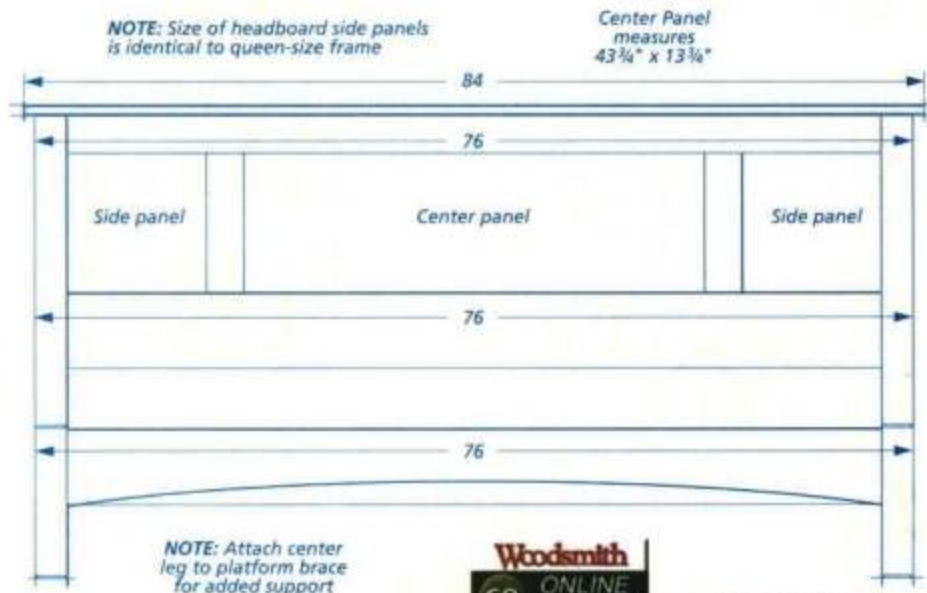 NOTE: Size of headboard side panels
is identical to queen-size frame
Center Panel
measures
43¾" x 13¾"
84
76
Side panel
Center panel
Side panel
76
76
NOTE: Attach center
leg to platform brace
for added support
Woodsmith
ONLINE